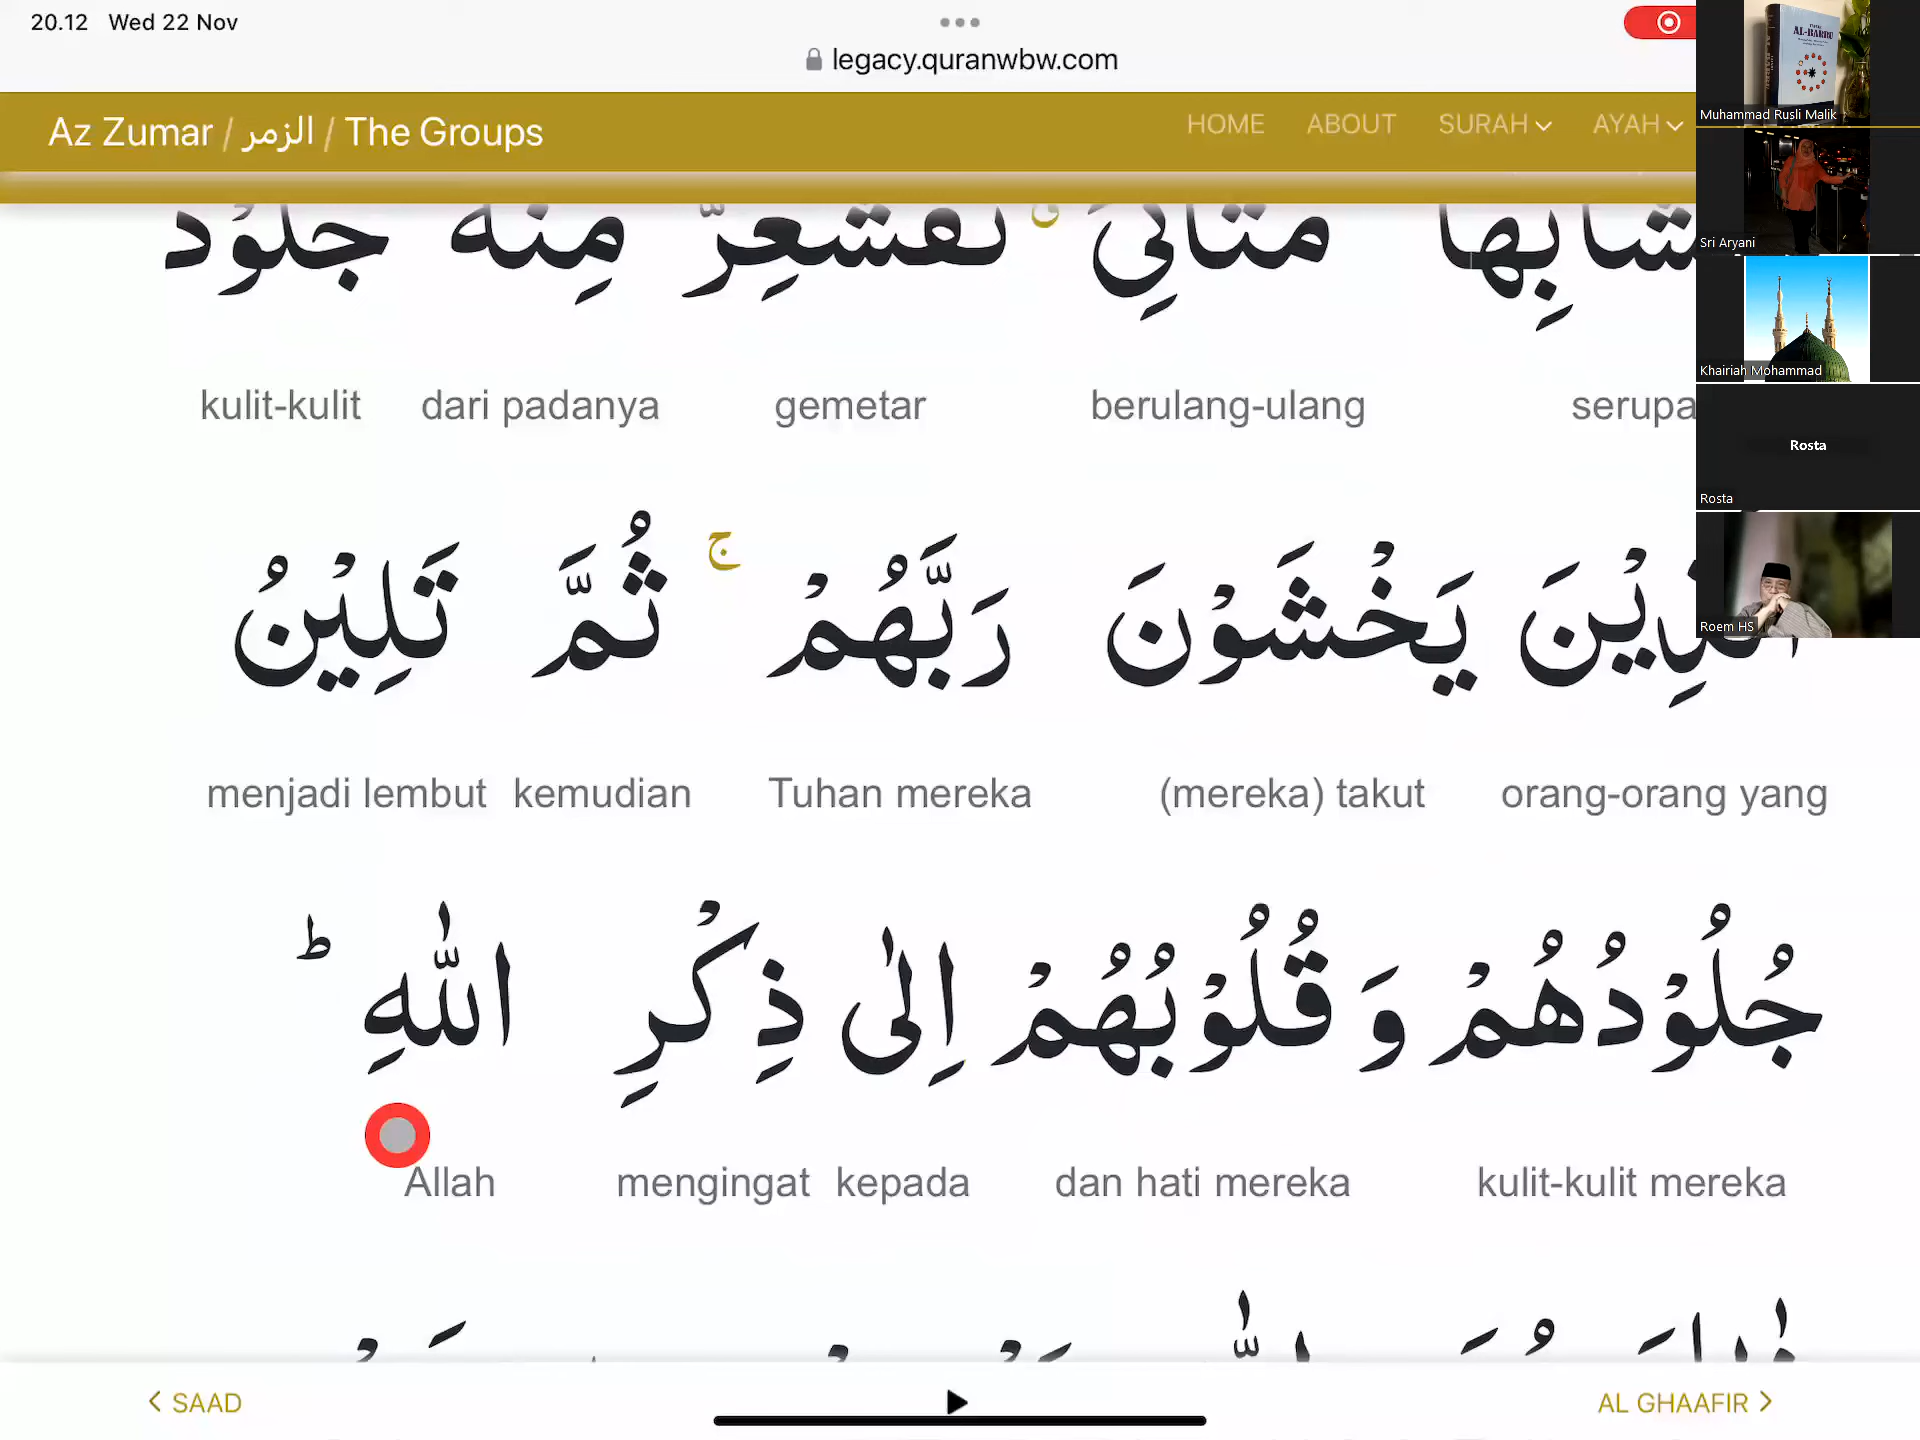 20.12 Wed 22 Nov
legacy.quranwbw.com
Az Zumar / الزمر / The Groups
HOME ABOUT SURAH AYAH
مَّثَانِيَ ۖق تَقْشَعِرُّ مِنْهُ جُلُوْدُ
serupa berulang-ulang gemetar dari padanya kulit-kulit
الَّذِيْنَ يَخْشَوْنَ رَبَّهُمْ ۚ ثُمَّ تَلِيْنُ
orang-orang yang (mereka) takut Tuhan mereka kemudian menjadi lembut
جُلُوْدُهُمْ وَ قُلُوْبُهُمْ اِلٰى ذِكْرِ اللّٰهِ ؕ
kulit-kulit mereka dan hati mereka kepada mengingat Allah
SAAD
AL GHAAFIR
AL-BARRU
Muhammad Rusli Malik
Sri Aryani
Khairiah Mohammad
Rosta
Rosta
Roem HS